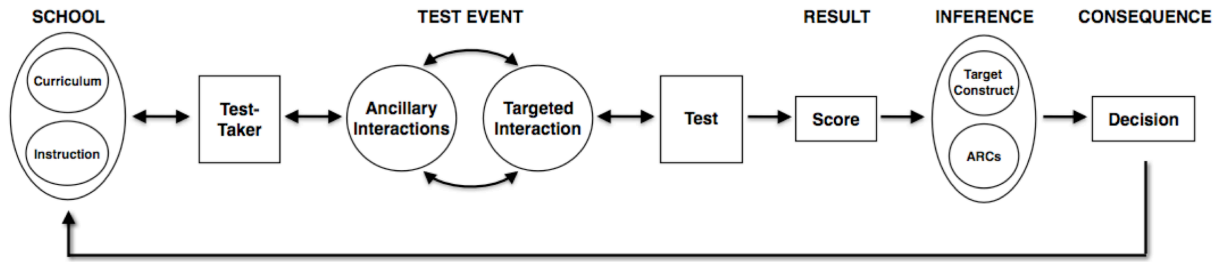 SCHOOL
TEST EVENT
RESULT
INFERENCE
CONSEQUENCE
Curriculum
Instruction
Test-
Taker
Ancillary
Interactions
Targeted
Interaction
Test
Score
Target
Construct
ARCs
Decision